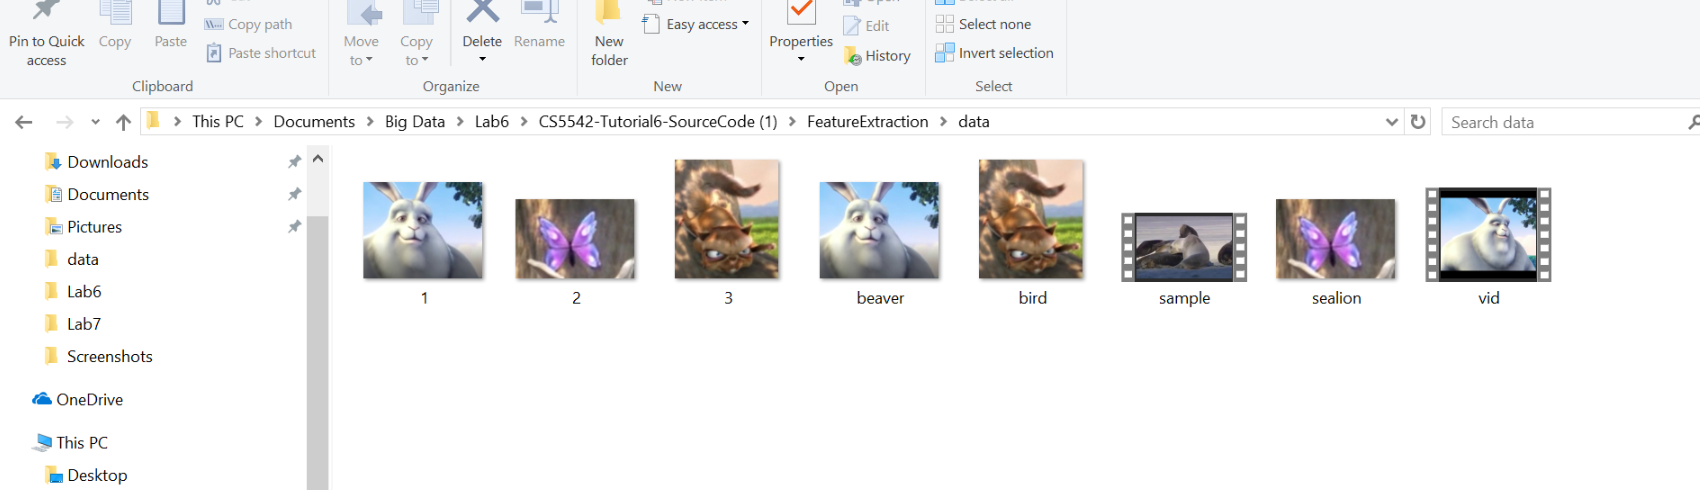 Pin to Quick access
Copy
Paste
Copy path
Paste shortcut
Clipboard
Move to
Copy to
Delete
Rename
Organize
New folder
Easy access
New
Properties
Edit
History
Open
Select none
Invert selection
Select
This PC > Documents > Big Data > Lab6 > CS5542-Tutorial6-SourceCode (1) > FeatureExtraction > data
Search data
Downloads
Documents
Pictures
data
Lab6
Lab7
Screenshots
OneDrive
This PC
Desktop
1
2
3
beaver
bird
sample
sealion
vid